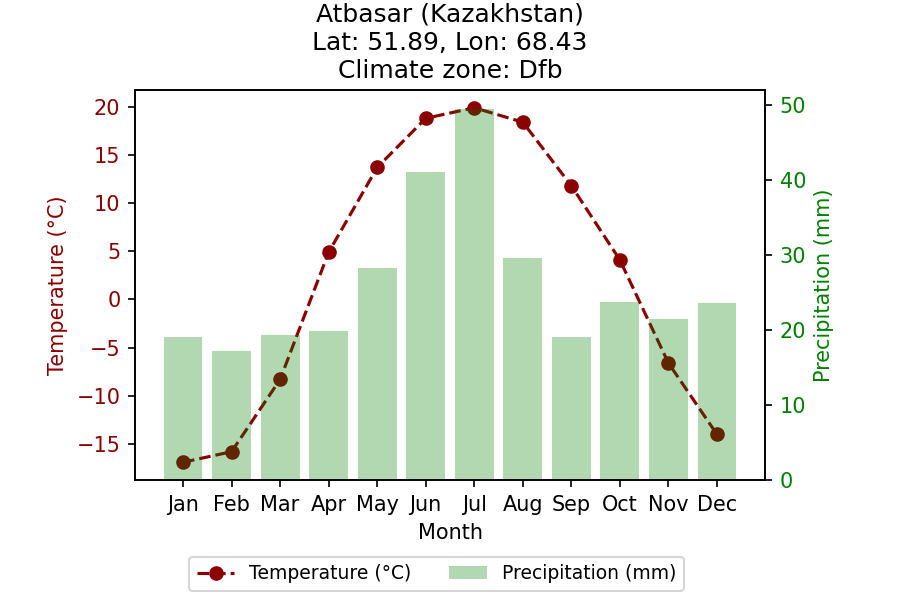 Atbasar (Kazakhstan)
Lat: 51.89, Lon: 68.43
Climate zone: Dfb
Temperature (°C)
20
15
10
5
0
−5
−10
−15
50
40
30
20
10
0
Precipitation (mm)
Jan Feb Mar Apr May Jun Jul Aug Sep Oct Nov Dec
Month
Temperature (°C) Precipitation (mm)